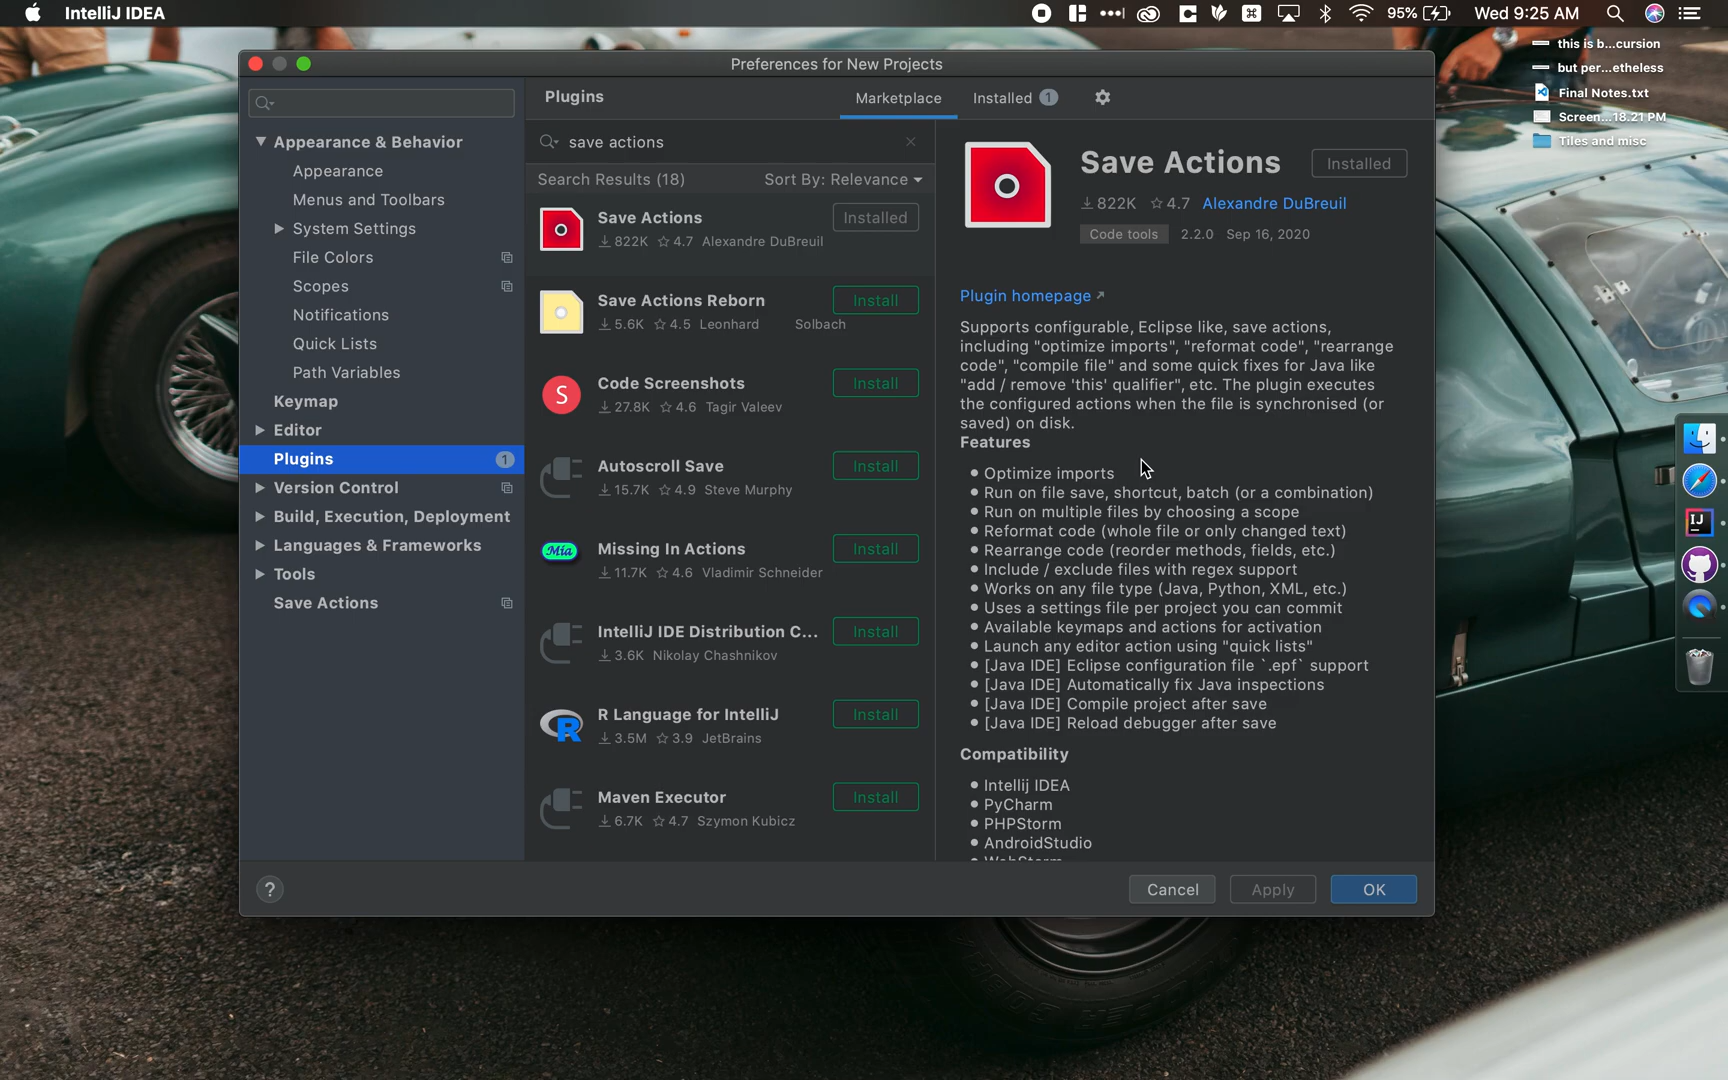 IntelliJ IDEA
95%
Wed 9:25 AM
this is b...cursion
but per...etheless
Final Notes.txt
Screen...18.21 PM
Tiles and misc
Preferences for New Projects
Appearance & Behavior
Appearance
Menus and Toolbars
System Settings
File Colors
Scopes
Notifications
Quick Lists
Path Variables
Keymap
Editor
Plugins 1
Version Control
Build, Execution, Deployment
Languages & Frameworks
Tools
Save Actions
?
Plugins
Marketplace
Installed 1
save actions
Search Results (18)
Sort By: Relevance
Save Actions
Installed
822K 4.7 Alexandre DuBreuil
Save Actions Reborn
Install
5.6K 4.5 Leonhard Solbach
S
Code Screenshots
Install
27.8K 4.6 Tagir Valeev
Autoscroll Save
Install
15.7K 4.9 Steve Murphy
Mia
Missing In Actions
Install
11.7K 4.6 Vladimir Schneider
IntelliJ IDE Distribution C...
Install
3.6K Nikolay Chashnikov
R
R Language for IntelliJ
Install
3.5M 3.9 JetBrains
Maven Executor
Install
6.7K 4.7 Szymon Kubicz
Save Actions
Installed
822K 4.7 Alexandre DuBreuil
Code tools 2.2.0 Sep 16, 2020
Plugin homepage
Supports configurable, Eclipse like, save actions,
including "optimize imports", "reformat code", "rearrange
code", "compile file" and some quick fixes for Java like
"add / remove 'this' qualifier", etc. The plugin executes
the configured actions when the file is synchronised (or
saved) on disk.
Features
Optimize imports
Run on file save, shortcut, batch (or a combination)
Run on multiple files by choosing a scope
Reformat code (whole file or only changed text)
Rearrange code (reorder methods, fields, etc.)
Include / exclude files with regex support
Works on any file type (Java, Python, XML, etc.)
Uses a settings file per project you can commit
Available keymaps and actions for activation
Launch any editor action using "quick lists"
[Java IDE] Eclipse configuration file `.epf` support
[Java IDE] Automatically fix Java inspections
[Java IDE] Compile project after save
[Java IDE] Reload debugger after save
Compatibility
Intellij IDEA
PyCharm
PHPStorm
AndroidStudio
Cancel
Apply
OK
IJ